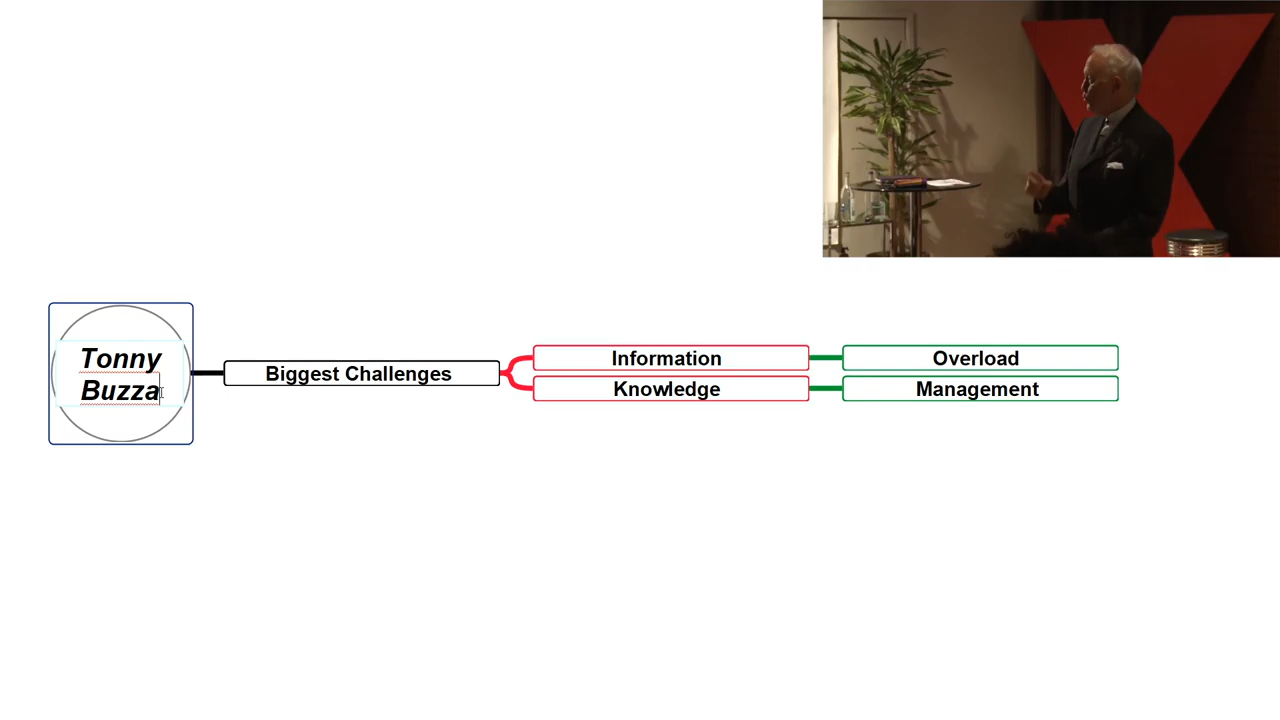 Tonny
Buzza
Biggest Challenges
Information
Overload
Knowledge
Management
X